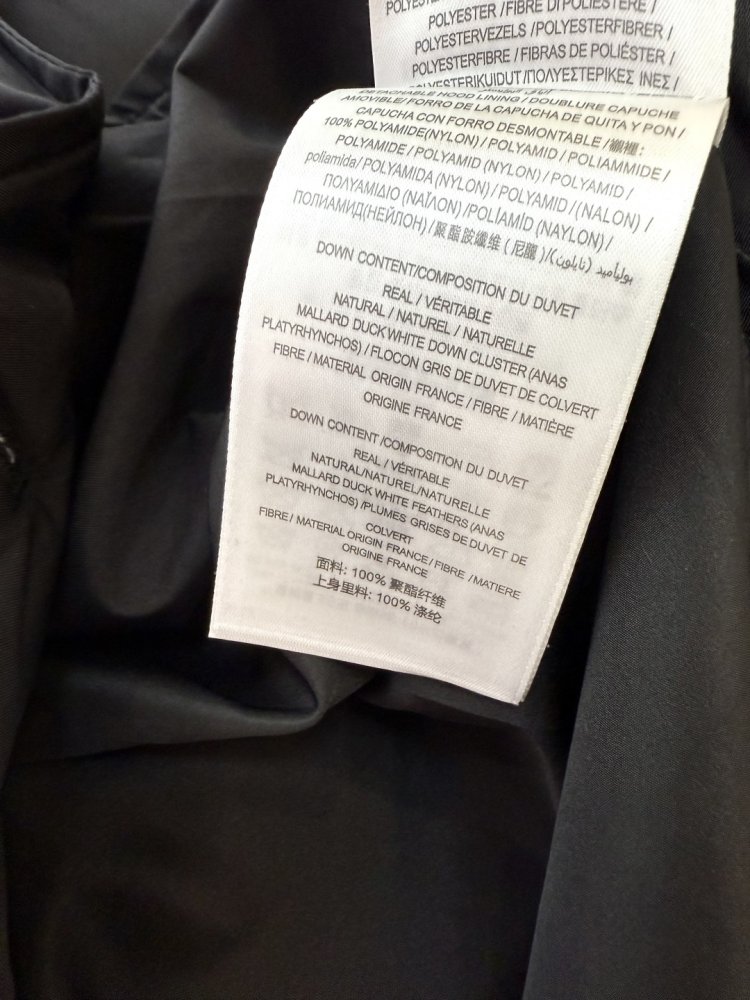 POLYESTER /FIBRE DI POLIESTERE /
POLYESTERVEZELS /POLYESTERFIBRER /
POLYESTERFIBRE / FIBRAS DE POLIÉSTER /
POLYESTERIKUIDUT/ΠΟΛΥΕΣΤΕΡΙΚΕΣ ΙΝΕΣ /
DETACHABLE HOOD LINING / DOUBLURE CAPUCHE
AMOVIBLE/ FORRO DE LA CAPUCHA DE QUITA Y PON /
CAPUCHA CON FORRO DESMONTABLE /襯裡:
100% POLYAMIDE(NYLON) / POLYAMID / POLIAMMIDE /
POLYAMIDE / POLYAMID (NYLON) / POLYAMID /
poliamida/ POLYAMIDA (NYLON) / POLYAMID /(NALON) /
ΠΟΛΥΑΜΙΔΙΟ (ΝΑΪΛΟΝ) /POLÍAMÍD (NAYLON) /
ПОЛИАМИД(НЕЙЛОН) /聚酯胺纖維 ( 尼龍 )/(بوليأميد (نايلون
DOWN CONTENT/COMPOSITION DU DUVET
REAL / VÉRITABLE
NATURAL / NATUREL / NATURELLE
MALLARD DUCK WHITE DOWN CLUSTER (ANAS
PLATYRHYNCHOS) / FLOCON GRIS DE DUVET DE COLVERT
FIBRE / MATERIAL ORIGIN FRANCE / FIBRE / MATIÈRE
ORIGINE FRANCE
DOWN CONTENT /COMPOSITION DU DUVET
REAL / VÉRITABLE
NATURAL/NATUREL/NATURELLE
MALLARD DUCK WHITE FEATHERS (ANAS
PLATYRHYNCHOS) /PLUMES GRISES DE DUVET DE
COLVERT
FIBRE / MATERIAL ORIGIN FRANCE / FIBRE / MATIERE
ORIGINE FRANCE
面料: 100% 聚酯纤维
上身里料: 100% 涤纶